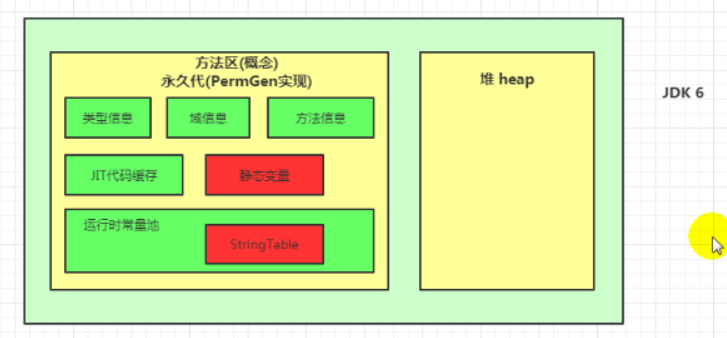 方法区(概念)
永久代(PermGen实现)
类型信息
域信息
方法信息
JIT代码缓存
静态变量
运行时常量池
StringTable
堆 heap
JDK 6